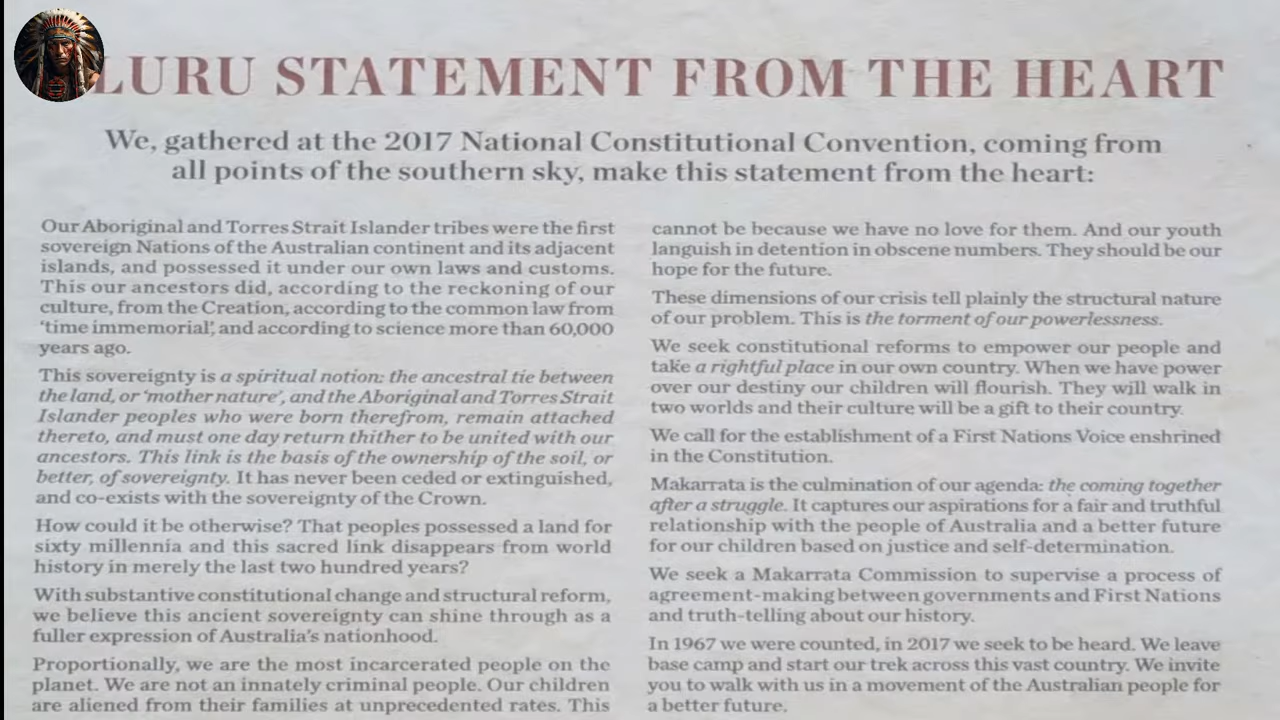 LURU STATEMENT FROM THE HEART
We, gathered at the 2017 National Constitutional Convention, coming from
all points of the southern sky, make this statement from the heart:
Our Aboriginal and Torres Strait Islander tribes were the first
sovereign Nations of the Australian continent and its adjacent
islands, and possessed it under our own laws and customs.
This our ancestors did, according to the reckoning of our
culture, from the Creation, according to the common law from
‘time immemorial’, and according to science more than 60,000
years ago.
This sovereignty is a spiritual notion: the ancestral tie between
the land, or ‘mother nature’, and the Aboriginal and Torres Strait
Islander peoples who were born therefrom, remain attached
thereto, and must one day return thither to be united with our
ancestors. This link is the basis of the ownership of the soil, or
better, of sovereignty. It has never been ceded or extinguished,
and co-exists with the sovereignty of the Crown.
How could it be otherwise? That peoples possessed a land for
sixty millennia and this sacred link disappears from world
history in merely the last two hundred years?
With substantive constitutional change and structural reform,
we believe this ancient sovereignty can shine through as a
fuller expression of Australia’s nationhood.
Proportionally, we are the most incarcerated people on the
planet. We are not an innately criminal people. Our children
are aliened from their families at unprecedented rates. This
cannot be because we have no love for them. And our youth
languish in detention in obscene numbers. They should be our
hope for the future.
These dimensions of our crisis tell plainly the structural nature
of our problem. This is the torment of our powerlessness.
We seek constitutional reforms to empower our people and
take a rightful place in our own country. When we have power
over our destiny our children will flourish. They will walk in
two worlds and their culture will be a gift to their country.
We call for the establishment of a First Nations Voice enshrined
in the Constitution.
Makarrata is the culmination of our agenda: the coming together
after a struggle. It captures our aspirations for a fair and truthful
relationship with the people of Australia and a better future
for our children based on justice and self-determination.
We seek a Makarrata Commission to supervise a process of
agreement-making between governments and First Nations
and truth-telling about our history.
In 1967 we were counted, in 2017 we seek to be heard. We leave
base camp and start our trek across this vast country. We invite
you to walk with us in a movement of the Australian people for
a better future.